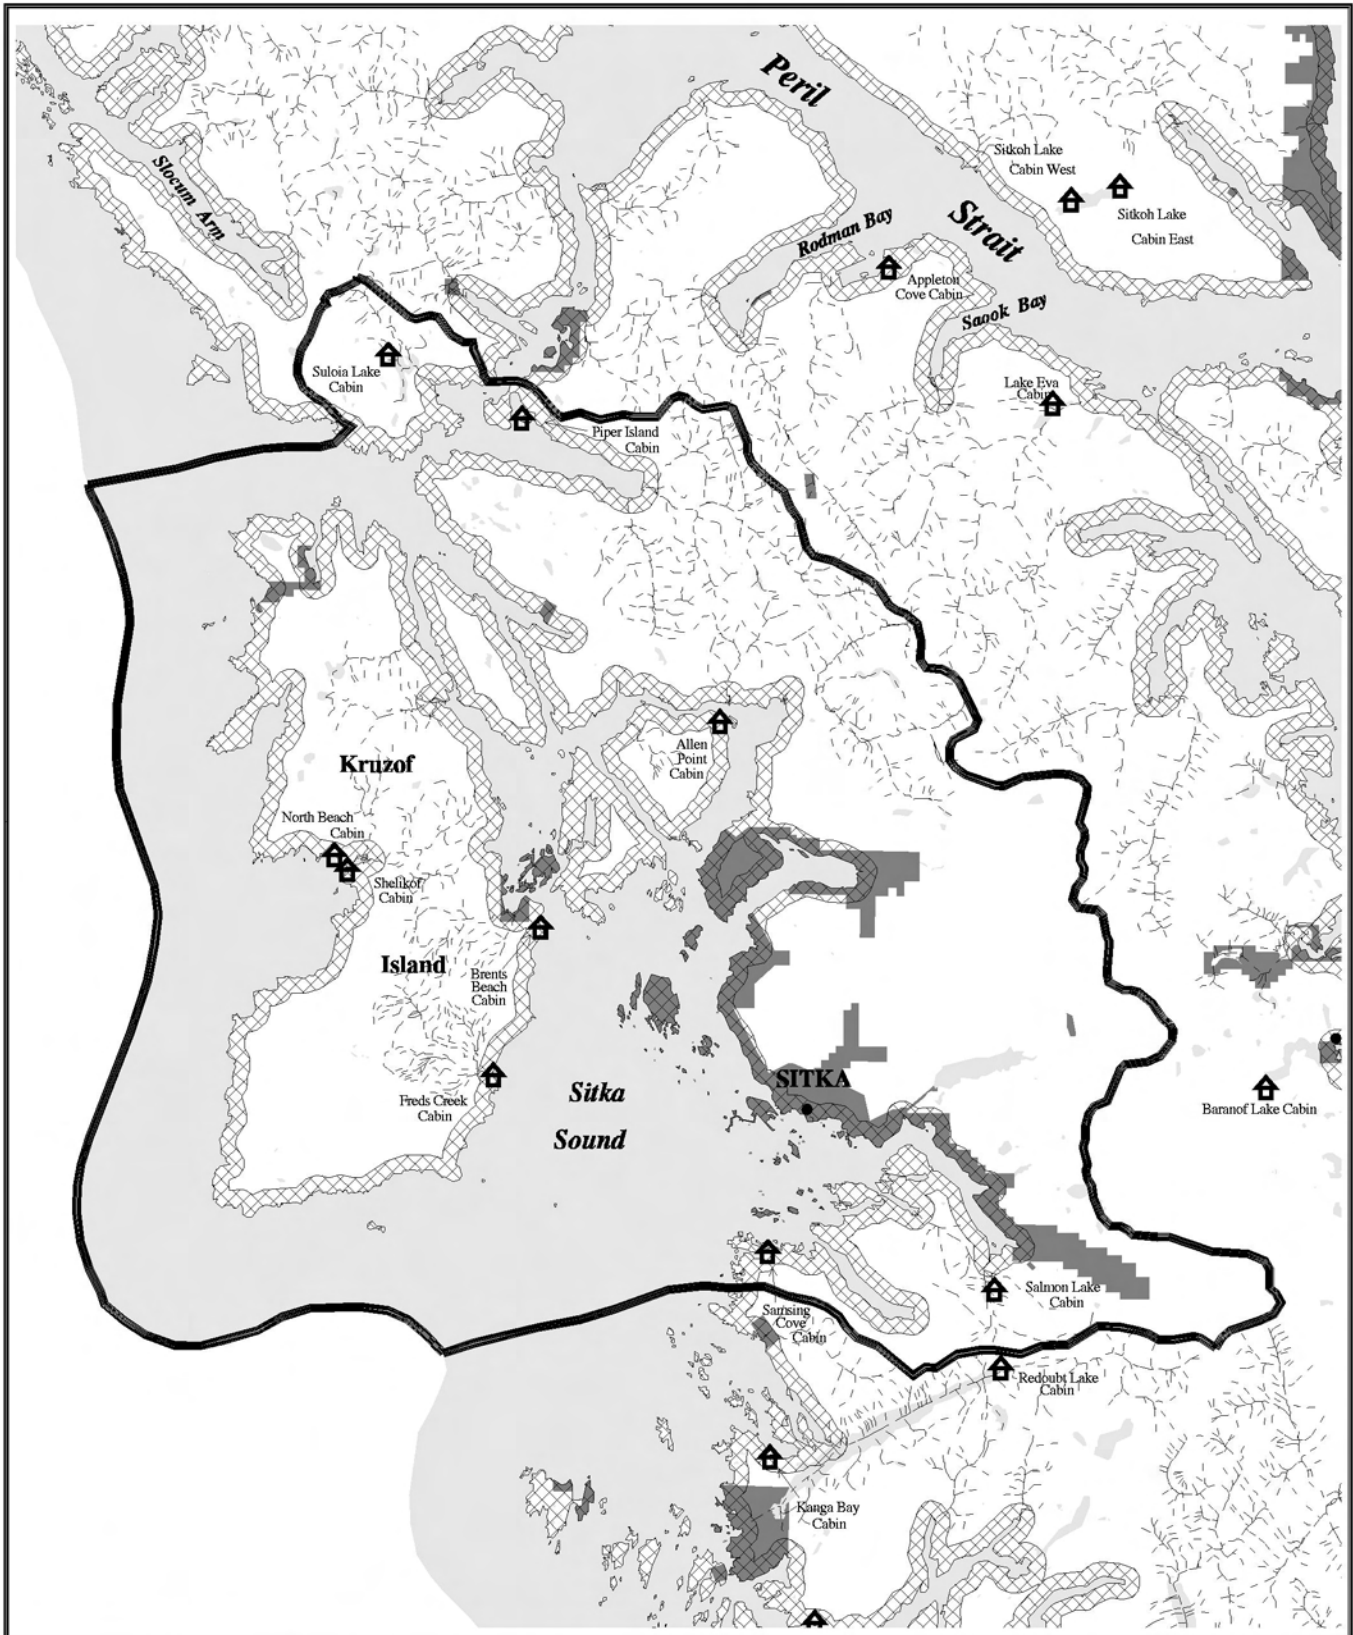 Peril
Strait
Slocum Arm
Sitkoh Lake
Cabin West
Sitkoh Lake
Cabin East
Rodman Bay
Appleton
Cove Cabin
Saook Bay
Suloia Lake
Cabin
Lake Eva
Cabin
Piper Island
Cabin
Allen
Point
Cabin
Kruzof
North Beach
Cabin
Shelikof
Cabin
Island
Brents
Beach
Cabin
Freds Creek
Cabin
Sitka
Sound
SITKA
Baranof Lake Cabin
Salmon Lake
Cabin
Samsing
Cove
Cabin
Redoubt Lake
Cabin
Kanga Bay
Cabin